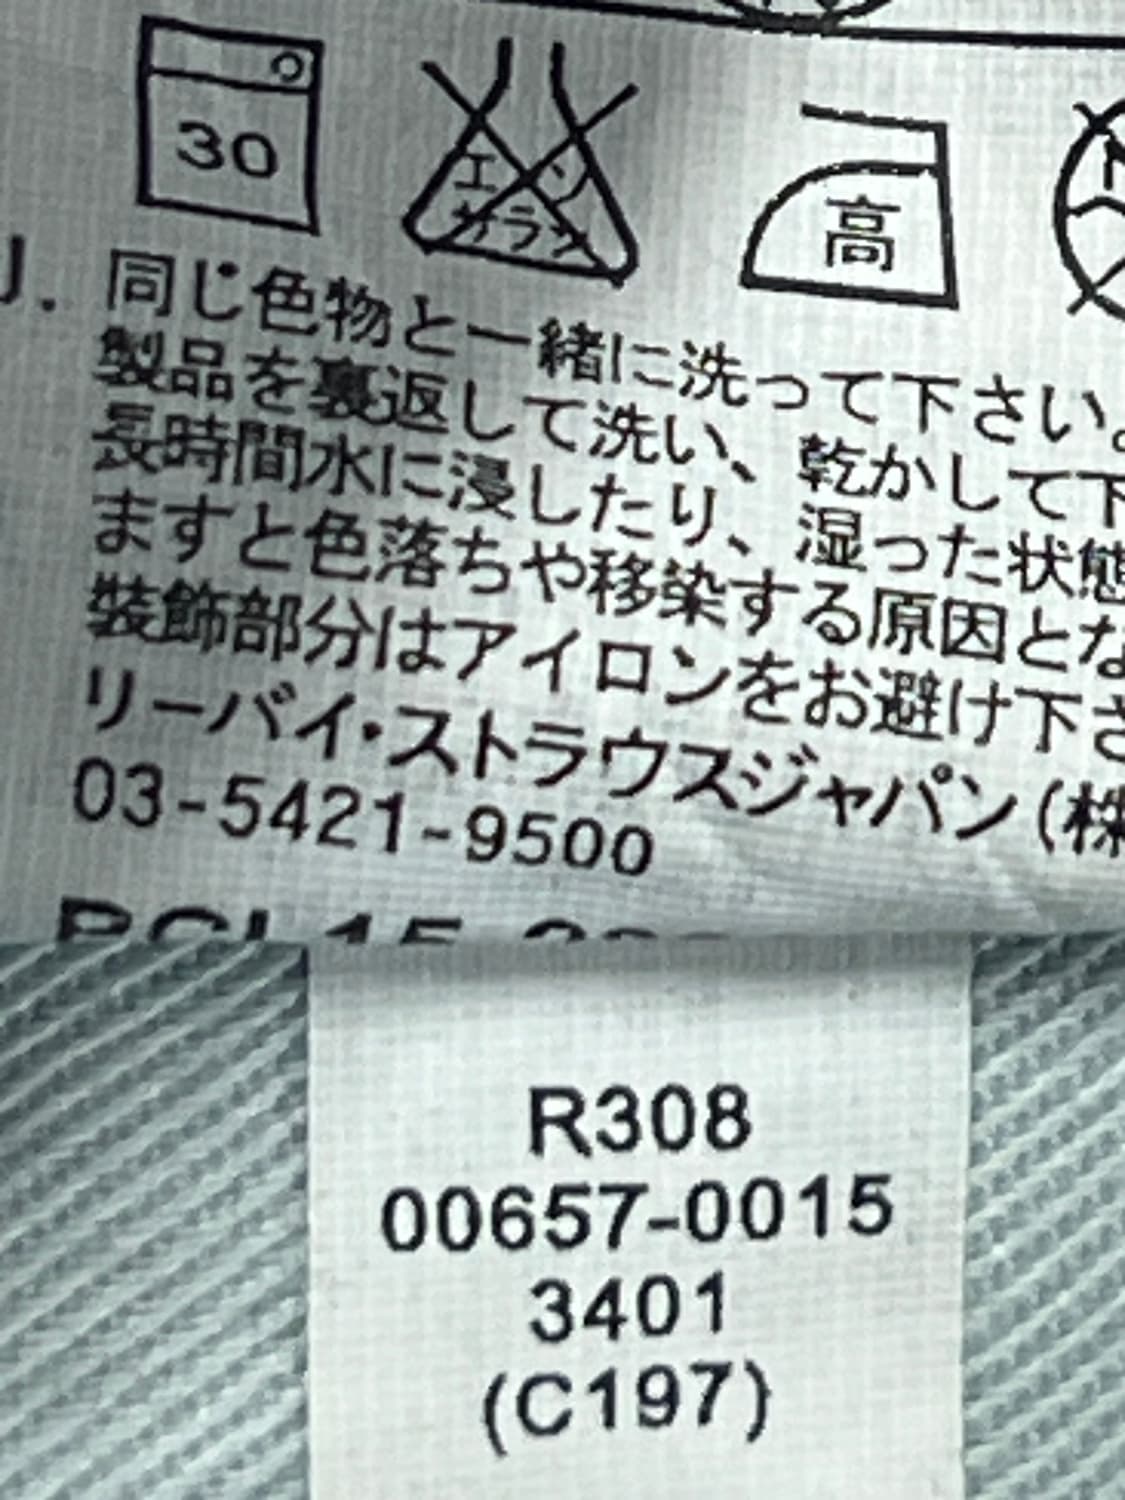 30
エンソ
サラシ
高
り.
同じ色物と一緒に洗って下さい。
製品を裏返して洗い、乾かして下
長時間水に浸したり、湿った状態
ますと色落ちや移染する原因とな
装飾部分はアイロンをお避け下さ
リーバイ・ストラウスジャパン(株
03-5421-9500
R308
00657-0015
3401
(C197)